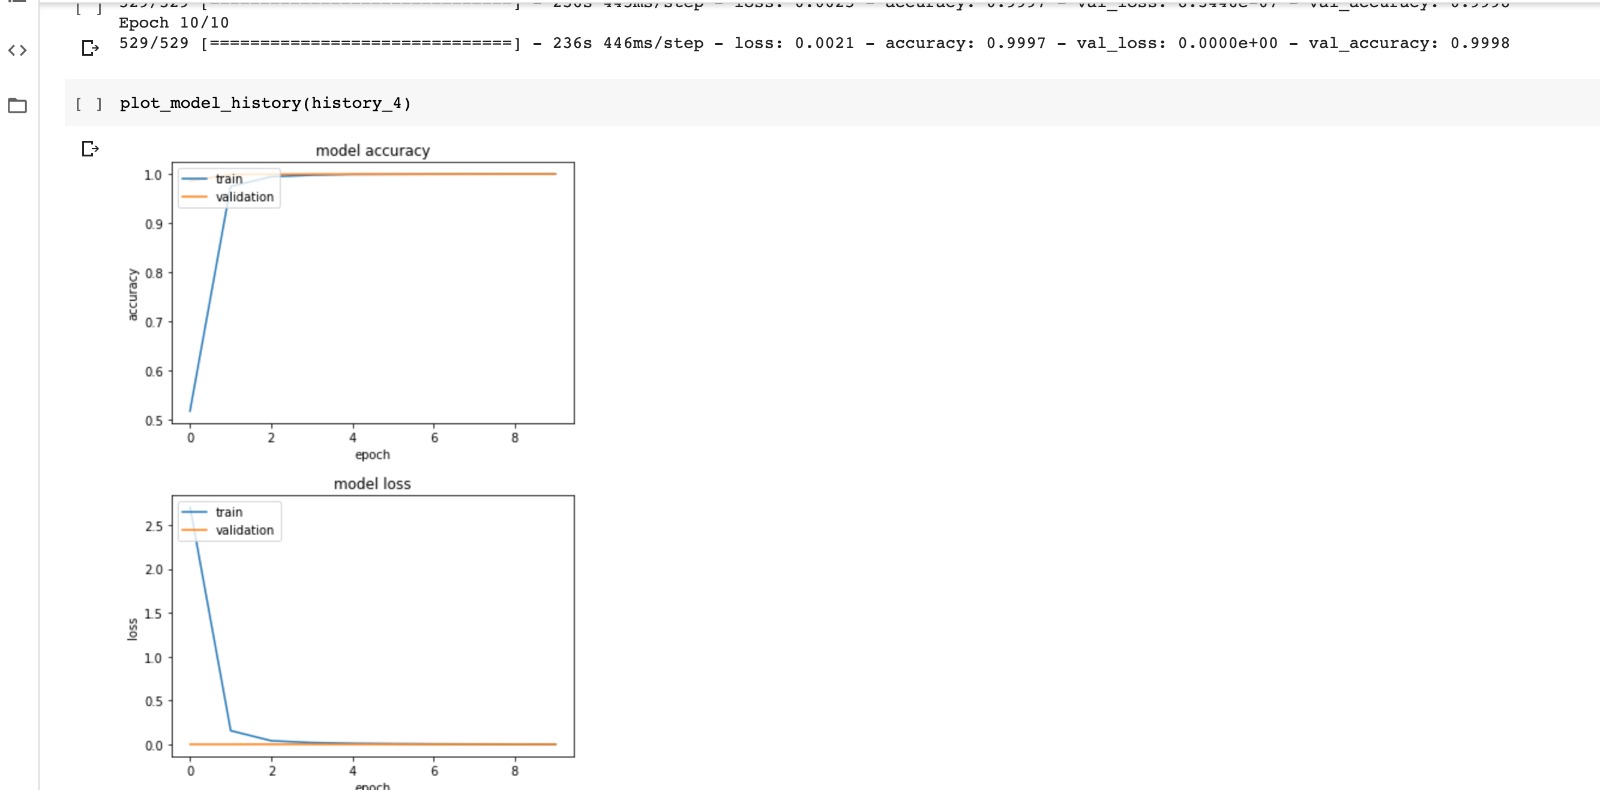 Epoch 10/10
529/529 [==============================] - 236s 446ms/step - loss: 0.0021 - accuracy: 0.9997 - val_loss: 0.0000e+00 - val_accuracy: 0.9998
[ ] plot_model_history(history_4)
model accuracy
train
validation
1.0
0.9
0.8
0.7
0.6
0.5
accuracy
0 2 4 6 8
epoch
model loss
train
validation
2.5
2.0
1.5
1.0
0.5
0.0
loss
0 2 4 6 8
epoch